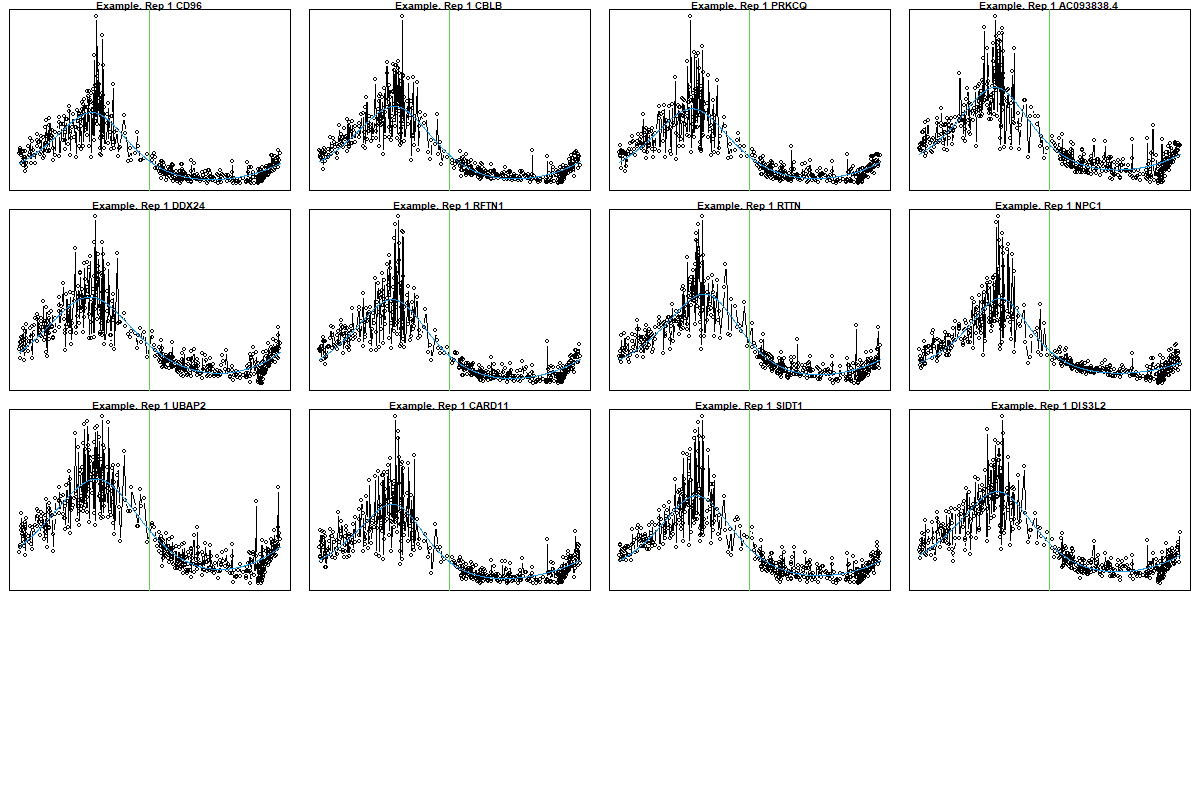 Example, Rep 1 CD96
Example, Rep 1 CBLB
Example, Rep 1 PRKCQ
Example, Rep 1 AC093838.4
Example, Rep 1 DDX24
Example, Rep 1 RFTN1
Example, Rep 1 RTTN
Example, Rep 1 NPC1
Example, Rep 1 UBAP2
Example, Rep 1 CARD11
Example, Rep 1 SIDT1
Example, Rep 1 DIS3L2